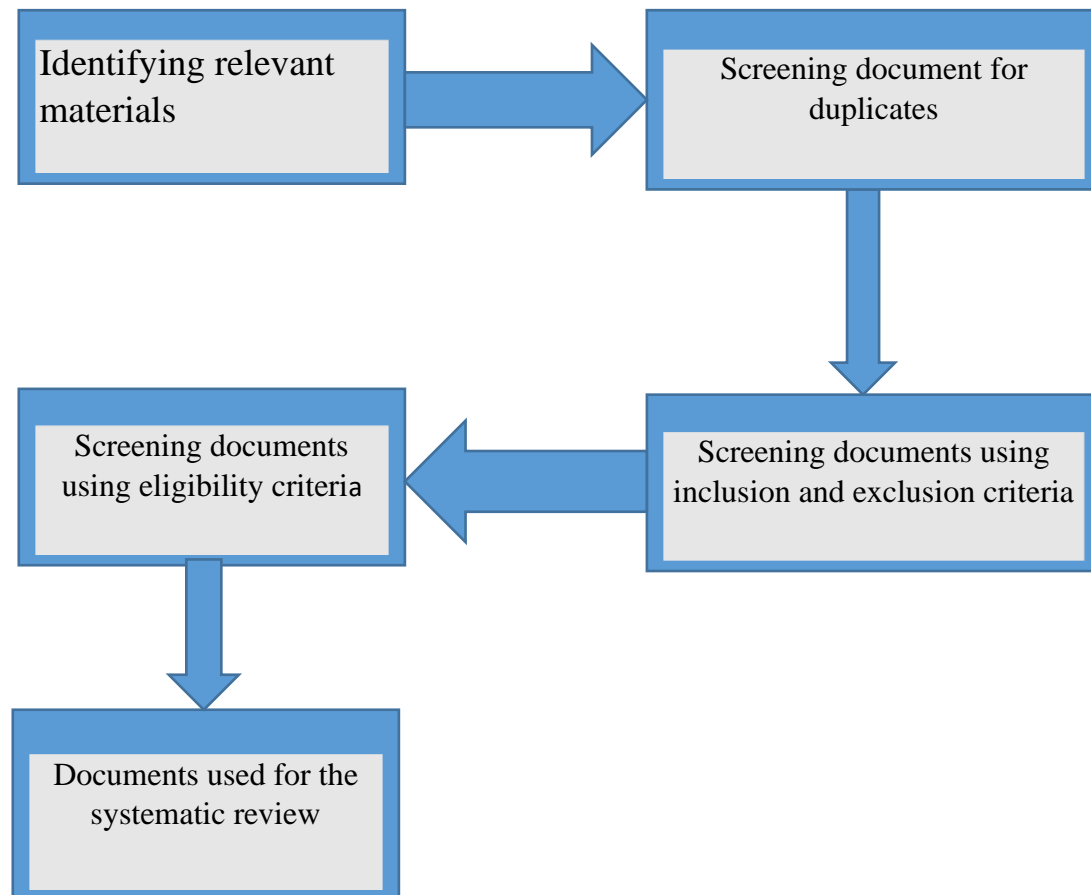 Identifying relevant
materials
Screening document for
duplicates
Screening documents using
inclusion and exclusion criteria
Screening documents
using eligibility criteria
Documents used for the
systematic review